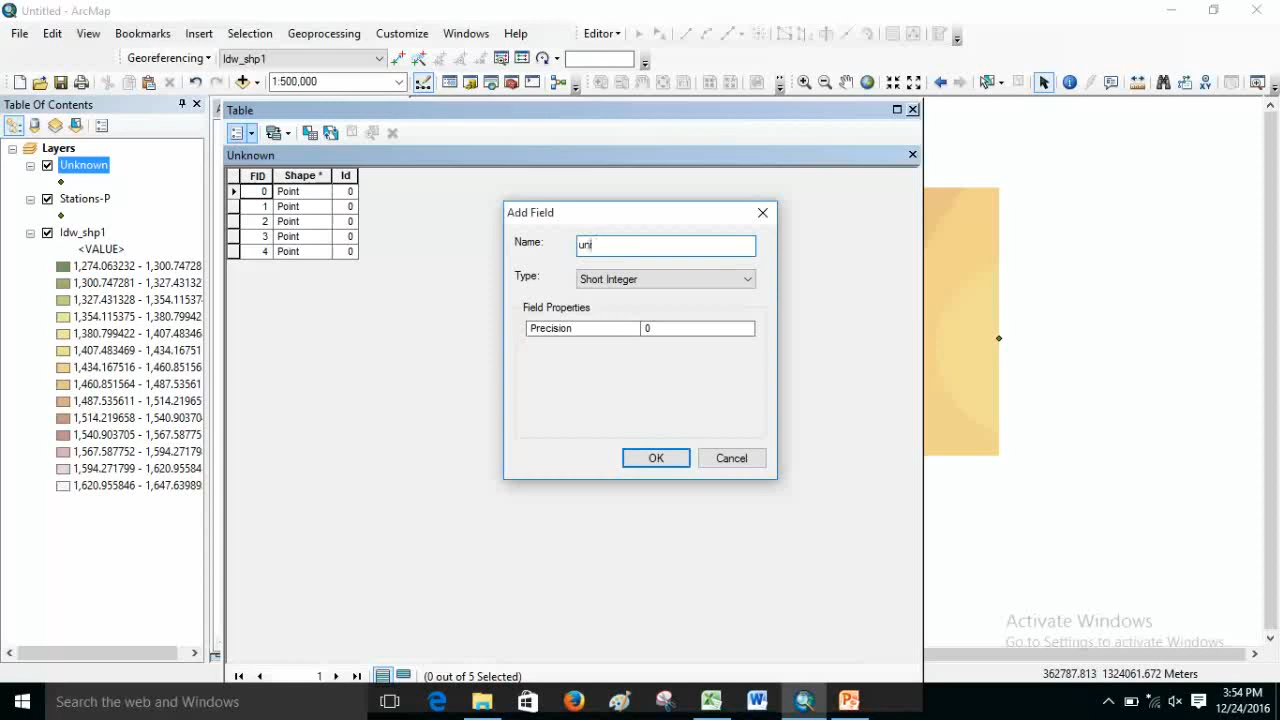 Untitled - ArcMap
File Edit View Bookmarks Insert Selection Geoprocessing Customize Windows Help Editor
Georeferencing Idw_shp1
1:500,000
Table Of Contents
Layers
Unknown
Stations-P
Idw_shp1
<VALUE>
1,274.063232 - 1,300.74728
1,300.747281 - 1,327.43132
1,327.431328 - 1,354.115374
1,354.115375 - 1,380.79942
1,380.799422 - 1,407.483468
1,407.483469 - 1,434.16751
1,434.167516 - 1,460.85156
1,460.851564 - 1,487.53561
1,487.535611 - 1,514.21965
1,514.219658 - 1,540.903704
1,540.903705 - 1,567.58775
1,567.587752 - 1,594.27179
1,594.271799 - 1,620.95584
1,620.955846 - 1,647.63989
Table
Unknown
FID Shape * Id
0 Point 0
1 Point 0
2 Point 0
3 Point 0
4 Point 0
1
(0 out of 5 Selected)
Add Field
Name: uni
Type: Short Integer
Field Properties
Precision 0
OK Cancel
Activate Windows
Go to Settings to activate Windows.
362787.813 1324061.672 Meters
Search the web and Windows
3:54 PM
12/24/2016